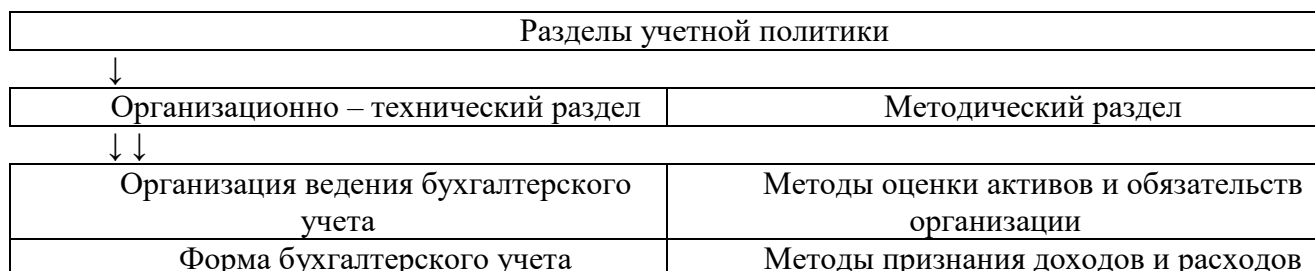 Разделы учетной политики
↓
Организационно – технический раздел Методический раздел
↓ ↓
Организация ведения бухгалтерского Методы оценки активов и обязательств
учета организации
Форма бухгалтерского учета Методы признания доходов и расходов